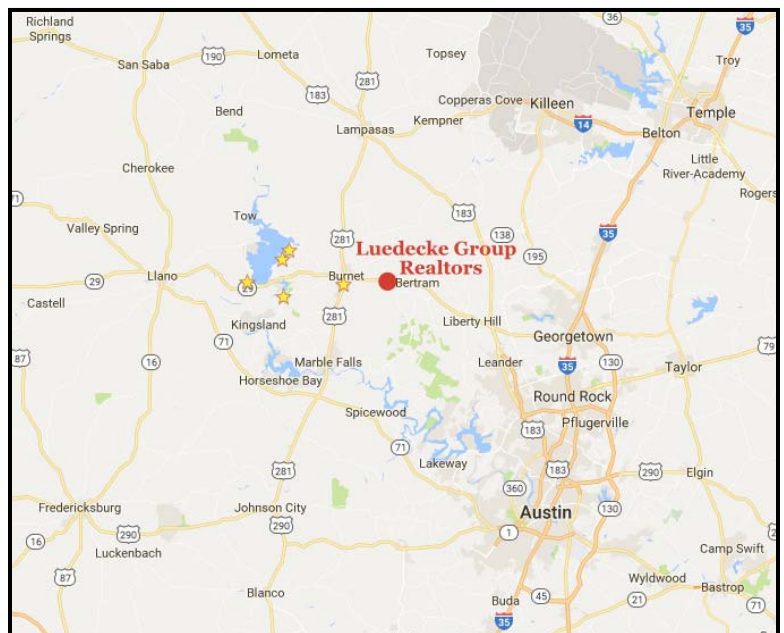 36
35
Richland
Springs
Troy
190
Lometa
Topsey
San Saba
183
281
Copperas Cove
Killeen
Temple
Bend
Kempner
14
Lampasas
Belton
Little
River-Academy
Cherokee
Rogers
71
Tow
183
138
35
Valley Spring
281
195
Luedecke Group
Realtors
Llano
Burnet
29
29
Bertram
Castell
Kingsland
281
Liberty Hill
Georgetown
71
35
130
79
87
16
Marble Falls
Leander
Taylor
Horseshoe Bay
Round Rock
Spicewood
183
Pflugerville
71
Lakeway
183
290
Elgin
281
360
Fredericksburg
Johnson City
Austin
130
290
1
16
290
Luckenbach
Camp Swift
87
Wyldwood
Blanco
Bastrop
45
21
Buda
71
35